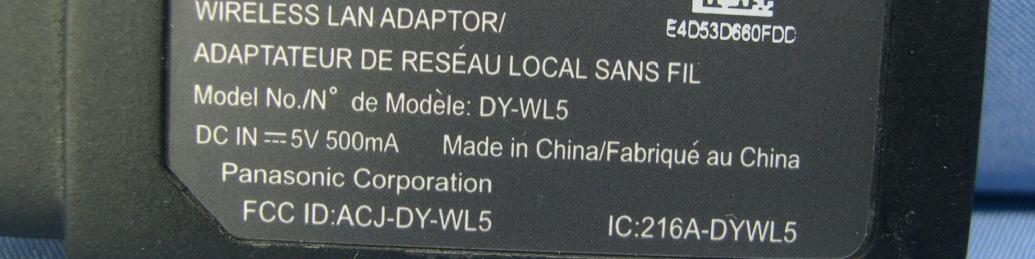 WIRELESS LAN ADAPTOR/
E4D53D660FDD
ADAPTATEUR DE RESÉAU LOCAL SANS FIL
Model No./N° de Modèle: DY-WL5
DC IN ⎓ 5V 500mA Made in China/Fabriqué au China
Panasonic Corporation
FCC ID:ACJ-DY-WL5 IC:216A-DYWL5